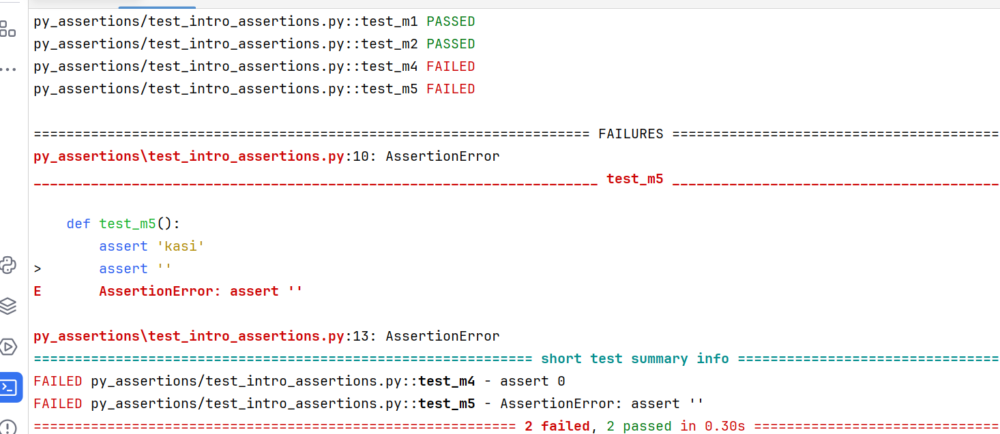 py_assertions/test_intro_assertions.py::test_m1 PASSED
py_assertions/test_intro_assertions.py::test_m2 PASSED
py_assertions/test_intro_assertions.py::test_m4 FAILED
py_assertions/test_intro_assertions.py::test_m5 FAILED
==================================================================== FAILURES ========================================
py_assertions\test_intro_assertions.py:10: AssertionError
_____________________________________________________________________ test_m5 ________________________________________
    def test_m5():
        assert 'kasi'
>       assert ''
E       AssertionError: assert ''
py_assertions\test_intro_assertions.py:13: AssertionError
============================================================= short test summary info ================================
FAILED py_assertions/test_intro_assertions.py::test_m4 - assert 0
FAILED py_assertions/test_intro_assertions.py::test_m5 - AssertionError: assert ''
=========================================================== 2 failed, 2 passed in 0.30s ==============================